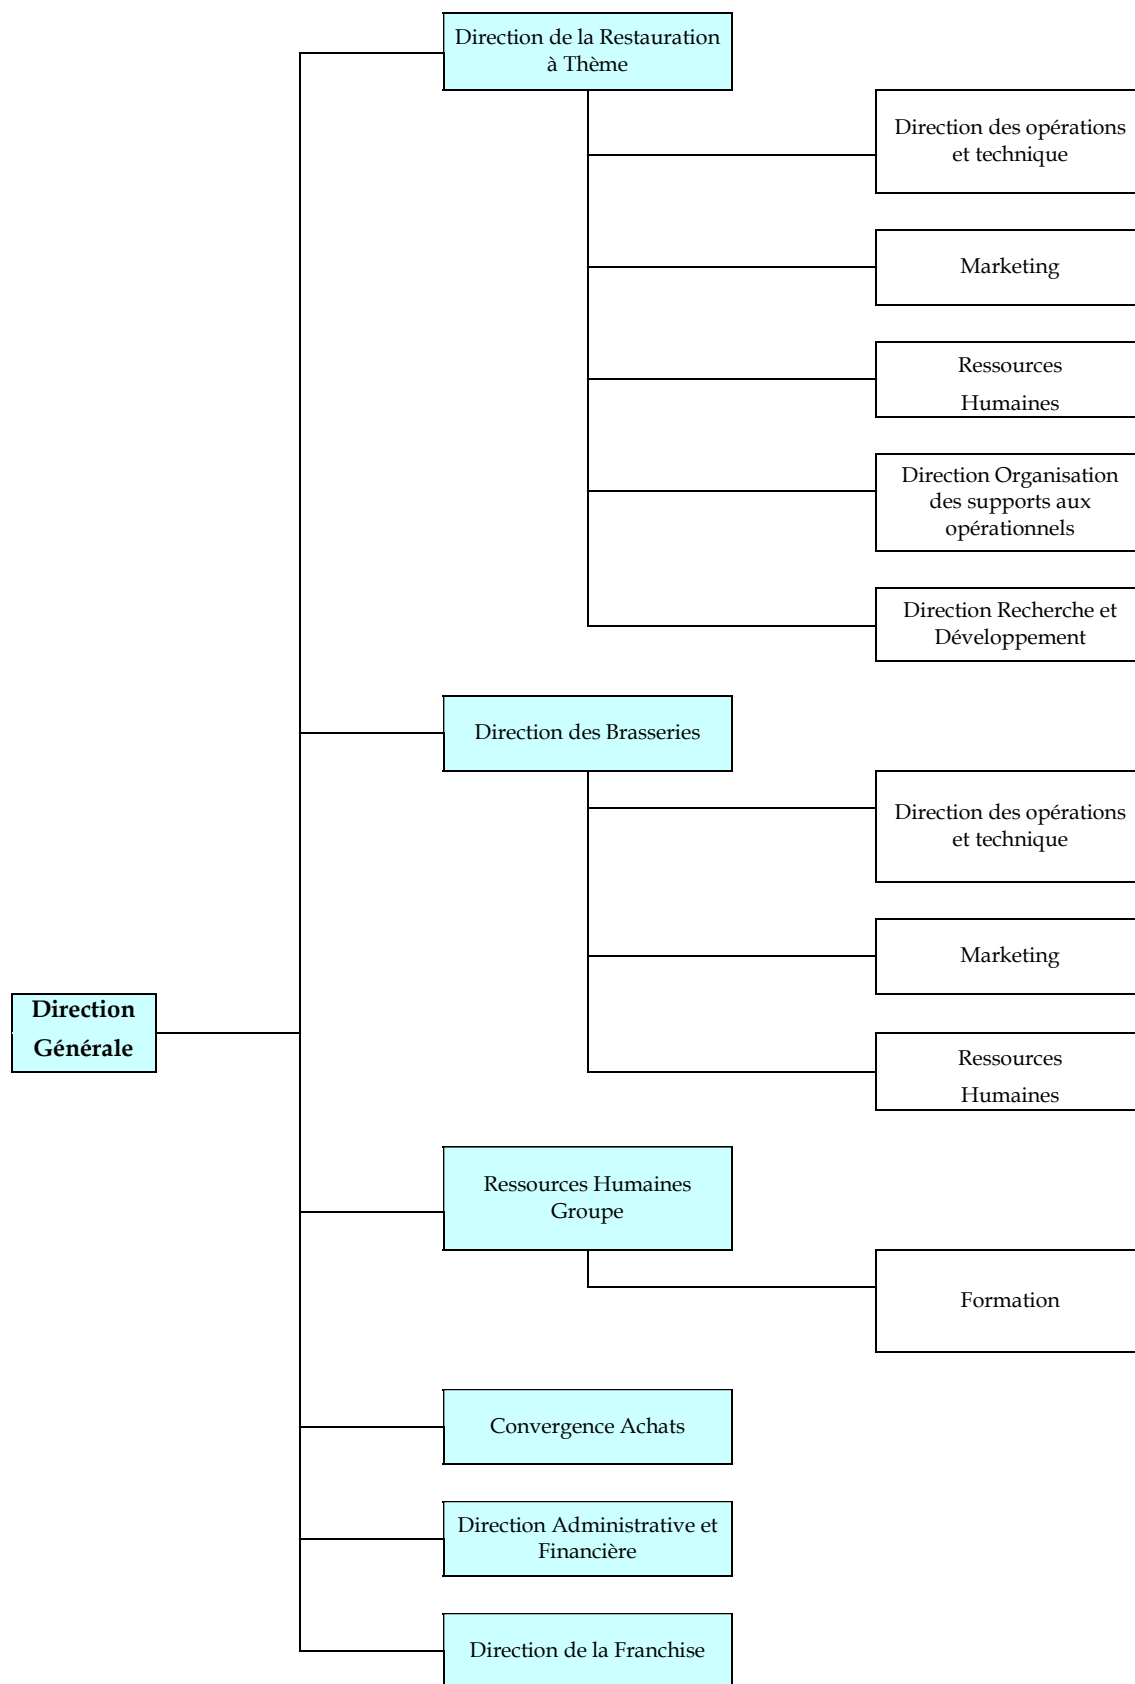 Direction de la Restauration
à Thème
Direction des opérations
et technique
Marketing
Ressources
Humaines
Direction Organisation
des supports aux
opérationnels
Direction Recherche et
Développement
Direction des Brasseries
Direction des opérations
et technique
Marketing
Direction
Générale
Ressources
Humaines
Ressources Humaines
Groupe
Formation
Convergence Achats
Direction Administrative et
Financière
Direction de la Franchise